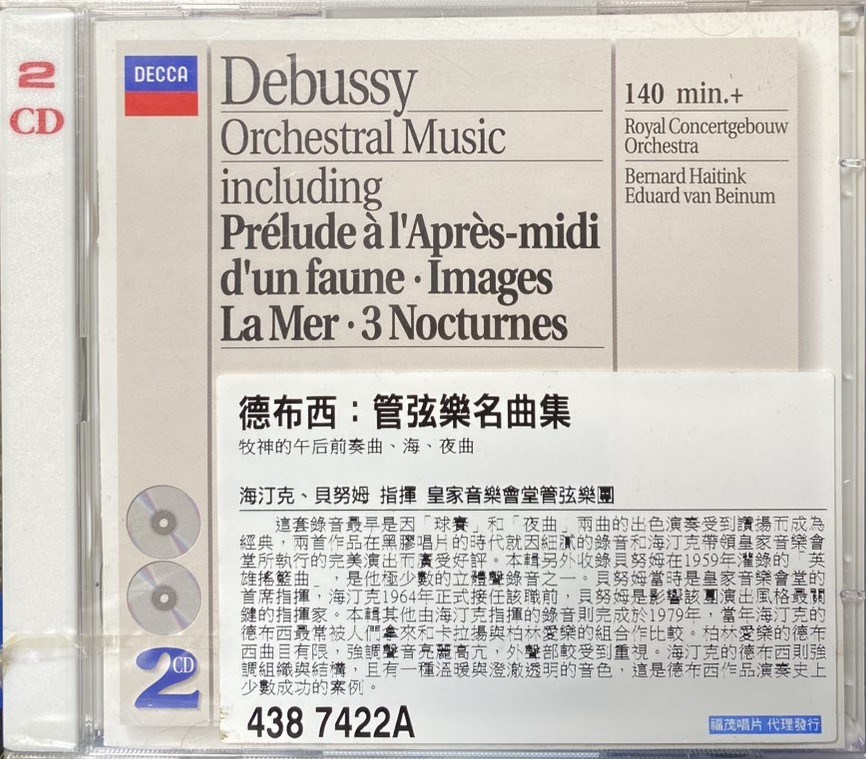 2
CD
DECCA
Debussy
Orchestral Music
including
Prélude à l'Après-midi
d'un faune · Images
La Mer · 3 Nocturnes
140 min.+
Royal Concertgebouw
Orchestra
Bernard Haitink
Eduard van Beinum
德布西：管弦樂名曲集
牧神的午后前奏曲、海、夜曲
海汀克、貝努姆 指揮 皇家音樂會堂管弦樂團
這套錄音最早是因「球賽」和「夜曲」兩曲的出色演奏受到讚揚而成為
經典，兩首作品在黑膠唱片的時代就因細膩的錄音和海汀克帶領皇家音樂會
堂所執行的完美演出而廣受好評。本輯另外收錄貝努姆在1959年灌錄的「英
雄搖籃曲」，是他極少數的立體聲錄音之一。貝努姆當時是皇家音樂會堂的
首席指揮，海汀克1964年正式接任該職前，貝努姆是影響該團演出風格最關
鍵的指揮家。本輯其他由海汀克指揮的錄音則完成於1979年，當年海汀克的
德布西最常被人們拿來和卡拉揚與柏林愛樂的組合作比較。柏林愛樂的德布
西曲目有限，強調聲音亮麗高亢，外聲部較受到重視。海汀克的德布西則強
調組織與結構，且有一種溫暖與澄澈透明的音色，這是德布西作品演奏史上
少數成功的案例。
2CD
438 7422A
福茂唱片 代理發行